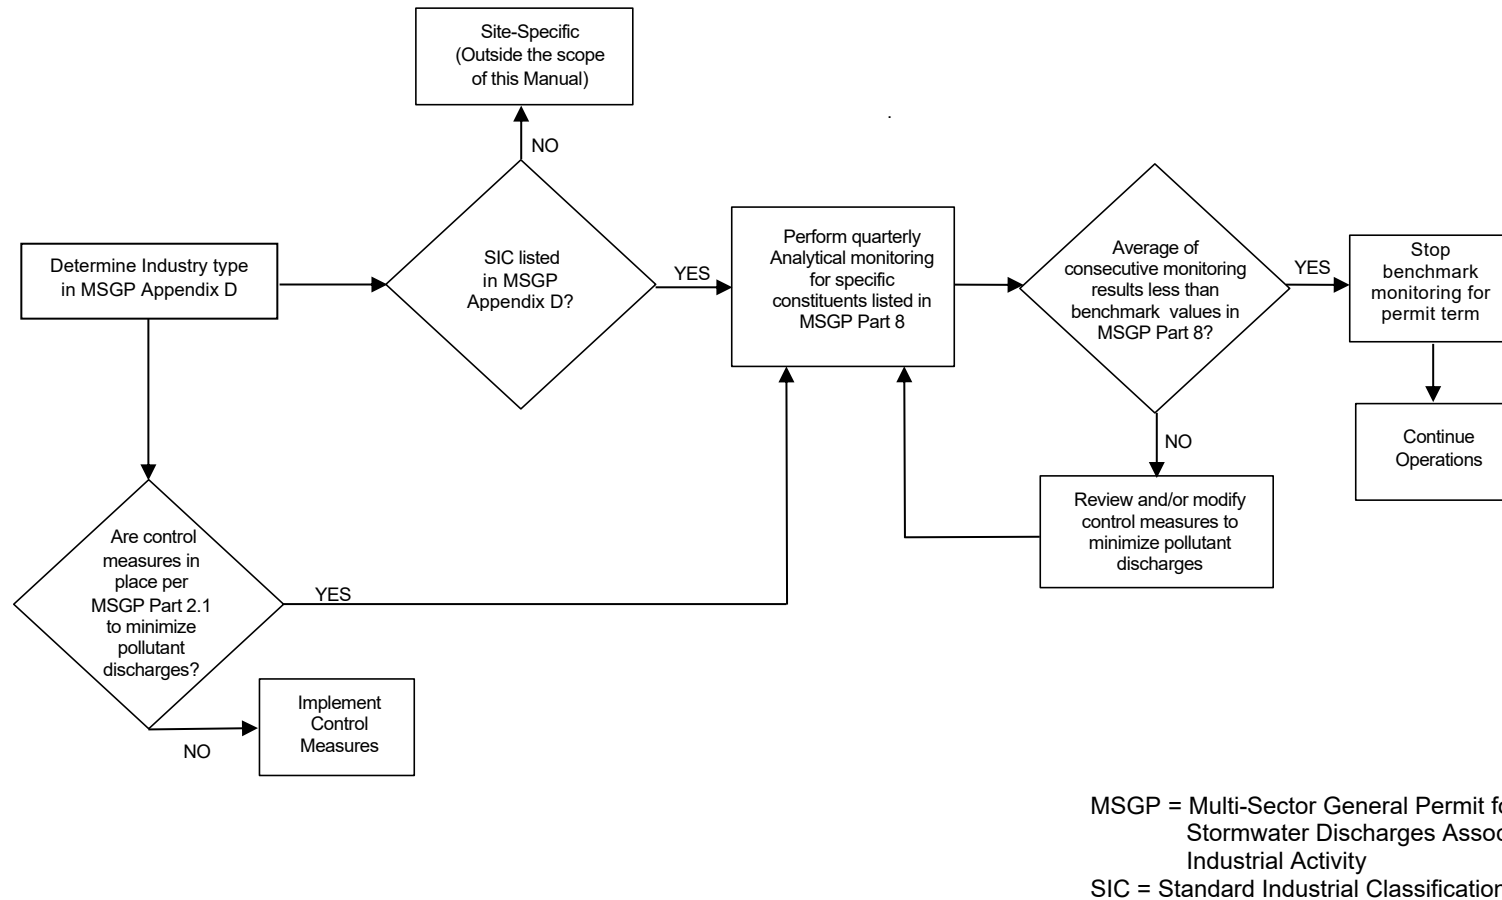 Site-Specific
(Outside the scope
of this Manual)
NO
Determine Industry type
in MSGP Appendix D
SIC listed
in MSGP
Appendix D?
YES
Perform quarterly
Analytical monitoring
for specific
constituents listed in
MSGP Part 8
Average of
consecutive monitoring
results less than
benchmark values in
MSGP Part 8?
YES
Stop
benchmark
monitoring for
permit term
Continue
Operations
NO
Review and/or modify
control measures to
minimize pollutant
discharges
Are control
measures in
place per
MSGP Part 2.1
to minimize
pollutant
discharges?
YES
NO
Implement
Control
Measures
MSGP = Multi-Sector General Permit
Stormwater Discharges
Industrial Activity
SIC = Standard Industrial Classification